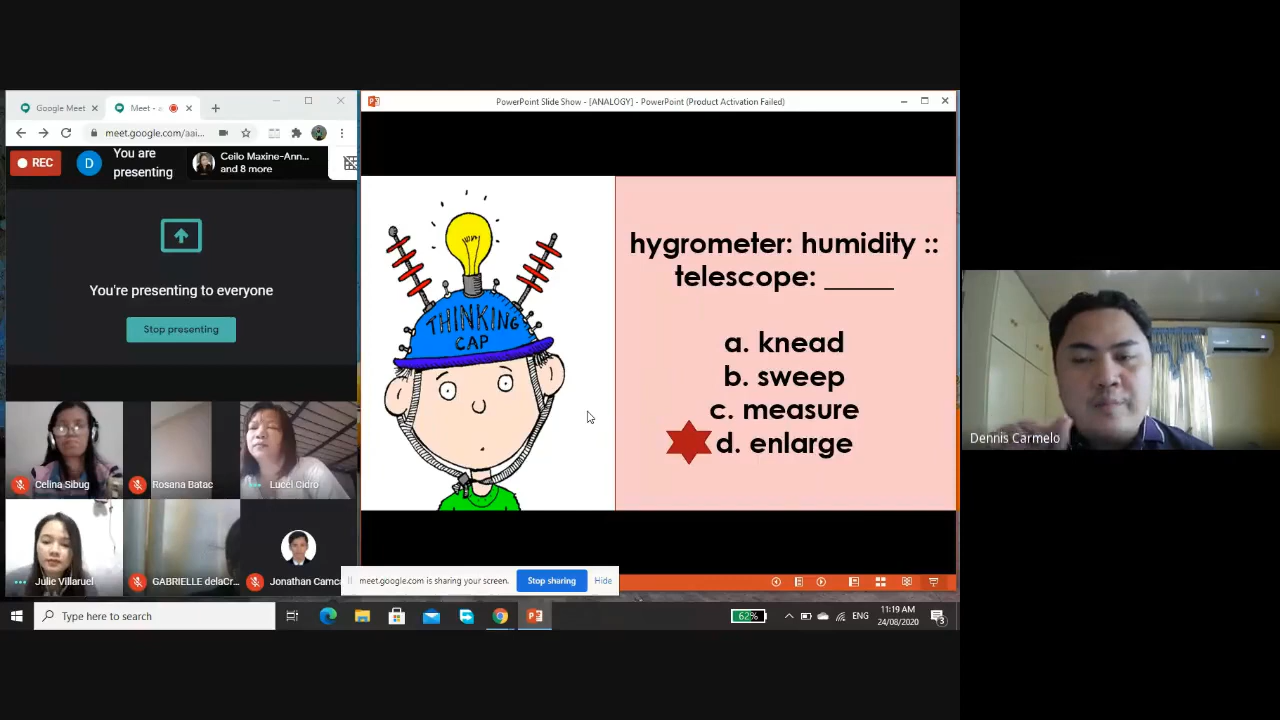 Google Meet
Meet - a
PowerPoint Slide Show - [ANALOGY] - PowerPoint (Product Activation Failed)
meet.google.com/aai...
REC
D
You are
presenting
Ceilo Maxine-Ann...
and 8 more
You're presenting to everyone
Stop presenting
THINKING
CAP
hygrometer: humidity ::
telescope: _____
a. knead
b. sweep
c. measure
d. enlarge
Dennis Carmelo
Celina Sibug
Rosana Batac
Lucel Cidro
Julie Villaruel
GABRIELLE delaCr...
Jonathan Camca
meet.google.com is sharing your screen.
Stop sharing
Hide
Type here to search
62%
ENG
11:19 AM
24/08/2020
3